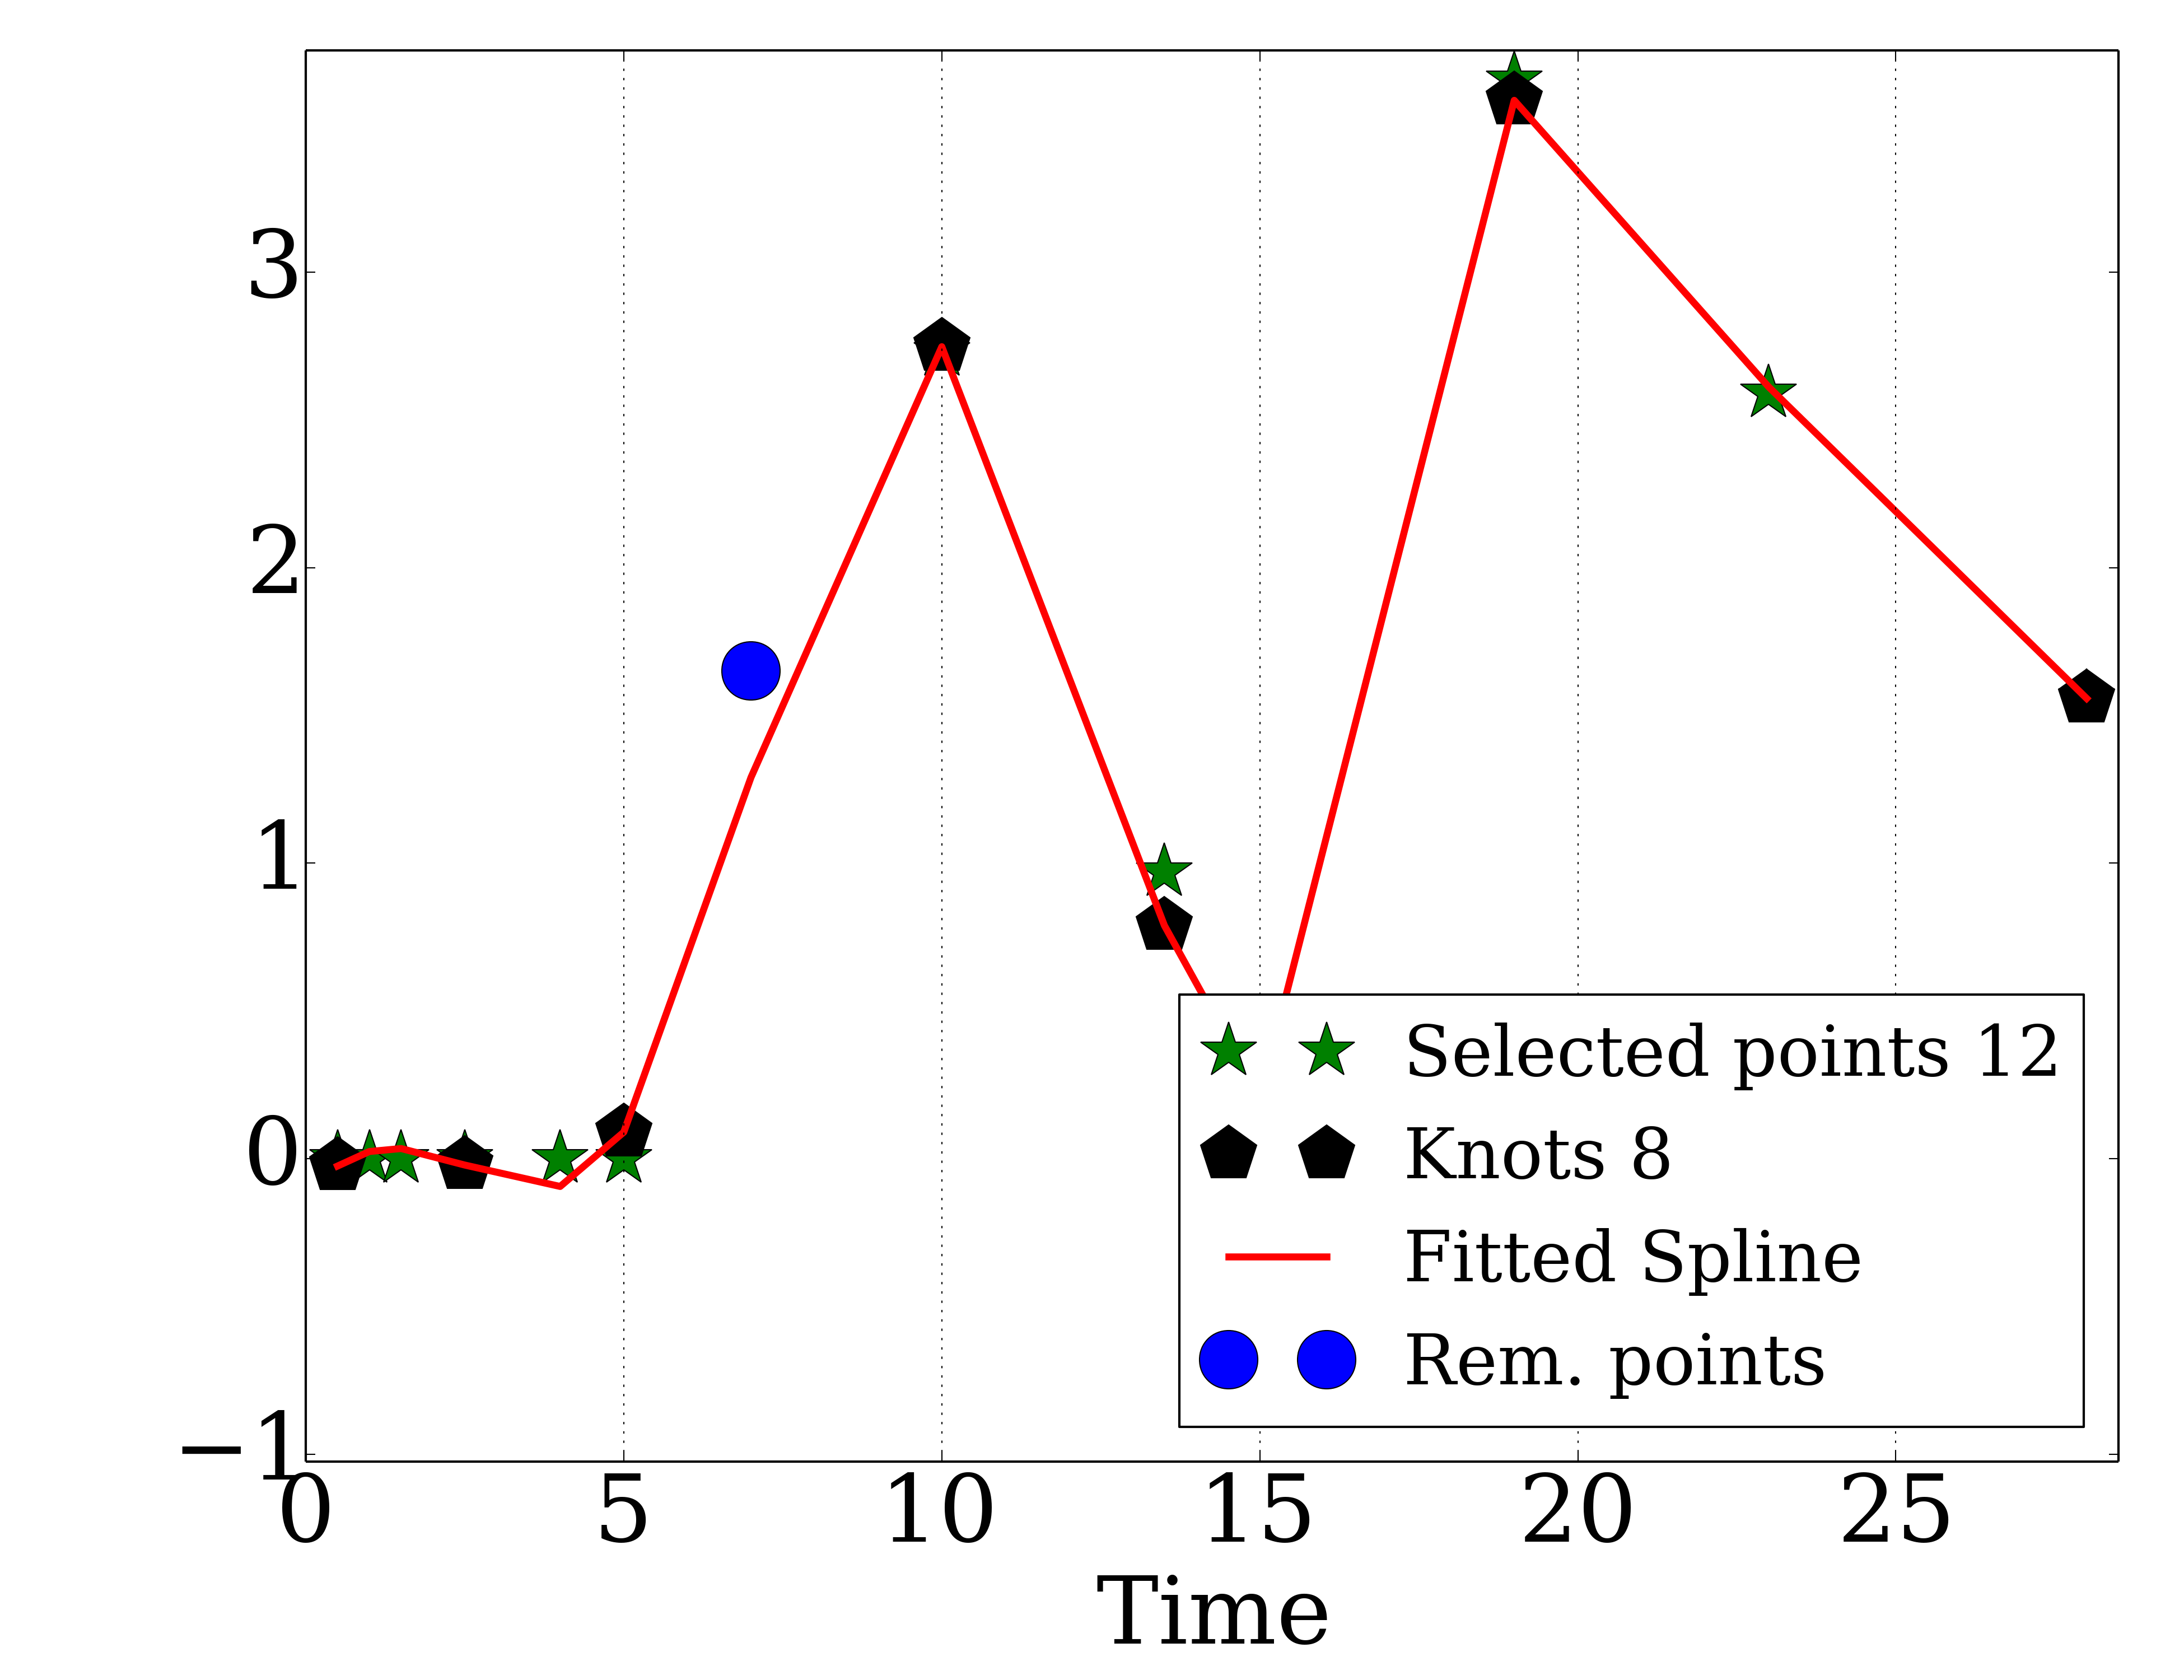 3
2
1
0
−1
0 5 10 15 20 25
Time
Selected points 12
Knots 8
Fitted Spline
Rem. points